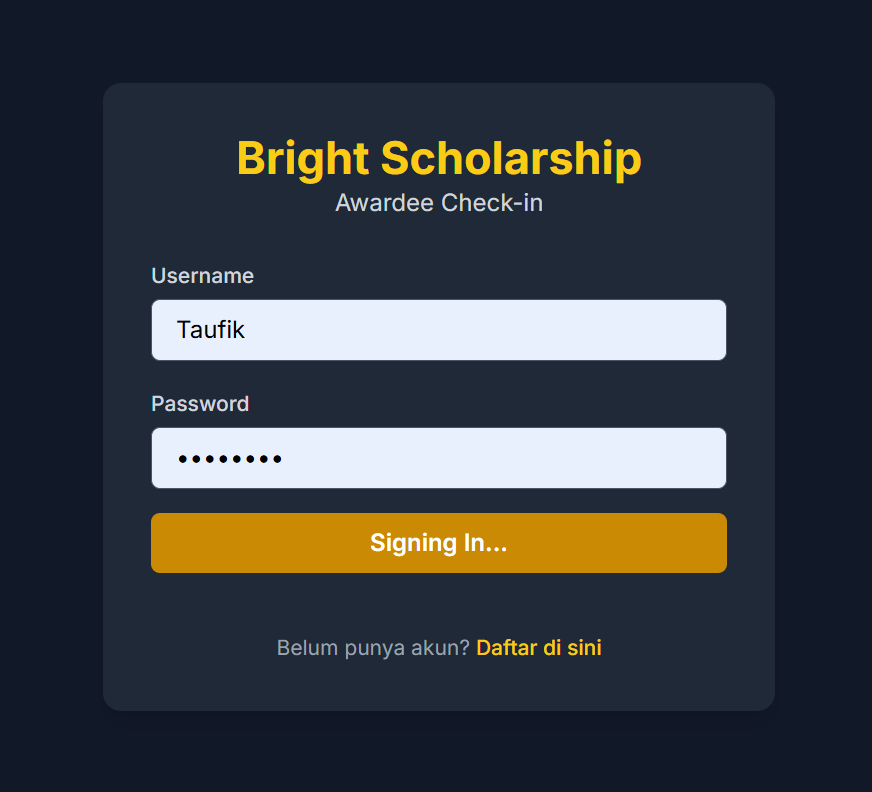 Bright Scholarship
Awardee Check-in
Username
Taufik
Password
••••••••
Signing In...
Belum punya akun? Daftar di sini